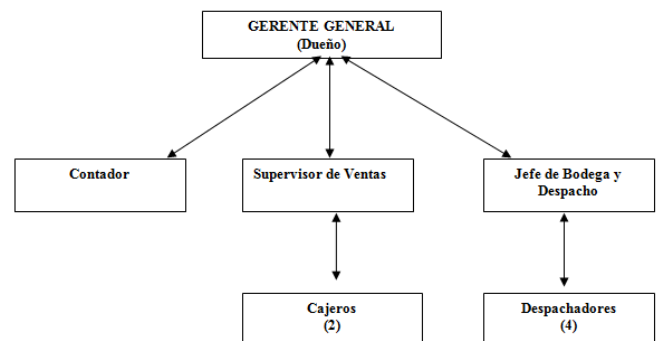 GERENTE GENERAL
(Dueño)
Contador
Supervisor de Ventas
Jefe de Bodega y
Despacho
Cajeros
(2)
Despachadores
(4)